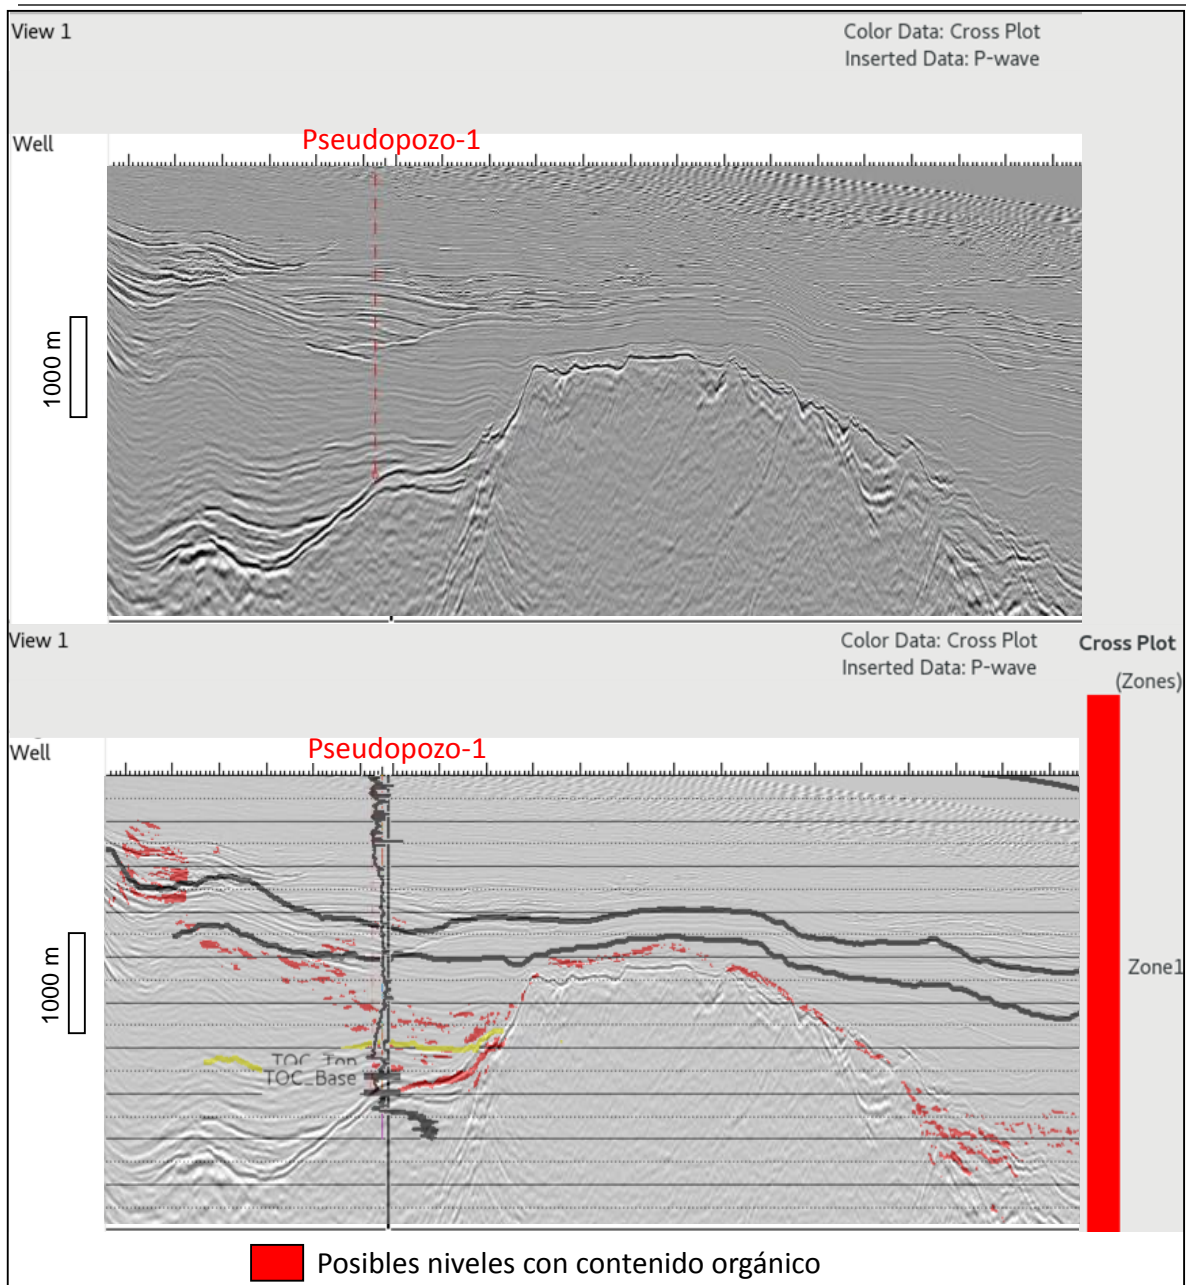 View 1
Color Data: Cross Plot
Inserted Data: P-wave
Well
Pseudopozo-1
1000 m
View 1
Color Data: Cross Plot
Inserted Data: P-wave
Cross Plot
(Zones)
Well
Pseudopozo-1
1000 m
TOC_Top
TOC_Base
Zone1
Posibles niveles con contenido orgánico